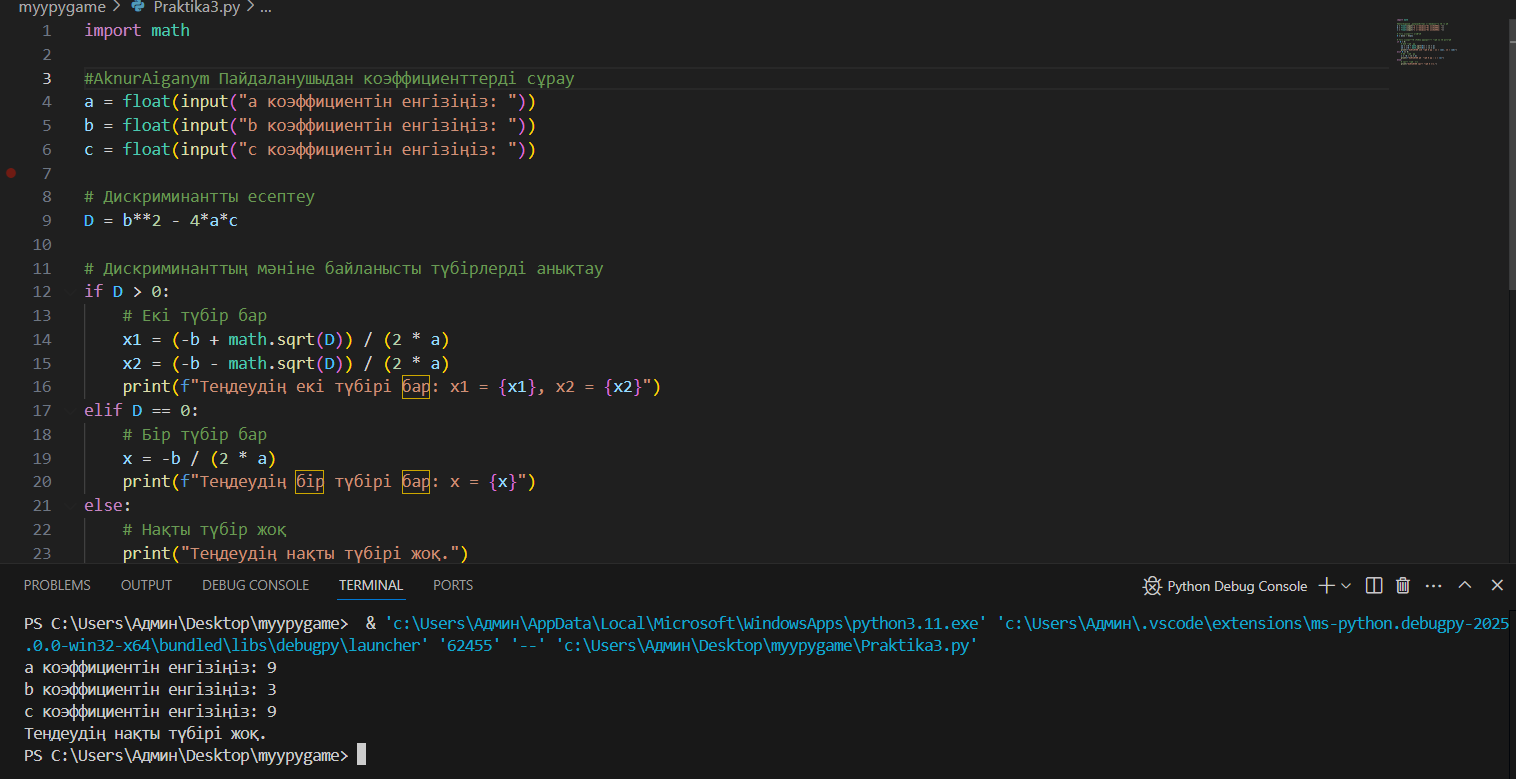 myypygame > Praktika3.py > ...
1 import math
2
3 #AknurAiganym Пайдаланушыдан коэффициенттерді сұрау
4 a = float(input("a коэффициентін енгізіңіз: "))
5 b = float(input("b коэффициентін енгізіңіз: "))
6 c = float(input("c коэффициентін енгізіңіз: "))
7
8 # Дискриминантты есептеу
9 D = b**2 - 4*a*c
10
11 # Дискриминанттың мәніне байланысты түбірлерді анықтау
12 if D > 0:
13 # Екі түбір бар
14 x1 = (-b + math.sqrt(D)) / (2 * a)
15 x2 = (-b - math.sqrt(D)) / (2 * a)
16 print(f"Теңдеудің екі түбірі бар: x1 = {x1}, x2 = {x2}")
17 elif D == 0:
18 # Бір түбір бар
19 x = -b / (2 * a)
20 print(f"Теңдеудің бір түбірі бар: x = {x}")
21 else:
22 # Нақты түбір жоқ
23 print("Теңдеудің нақты түбірі жоқ.")
PROBLEMS OUTPUT DEBUG CONSOLE TERMINAL PORTS Python Debug Console
PS C:\Users\Админ\Desktop\myypygame> & 'c:\Users\Админ\AppData\Local\Microsoft\WindowsApps\python3.11.exe' 'c:\Users\Админ\.vscode\extensions\ms-python.debugpy-2025
.0.0-win32-x64\bundled\libs\debugpy\launcher' '62455' '--' 'c:\Users\Админ\Desktop\myypygame\Praktika3.py'
a коэффициентін енгізіңіз: 9
b коэффициентін енгізіңіз: 3
c коэффициентін енгізіңіз: 9
Теңдеудің нақты түбірі жоқ.
PS C:\Users\Админ\Desktop\myypygame>